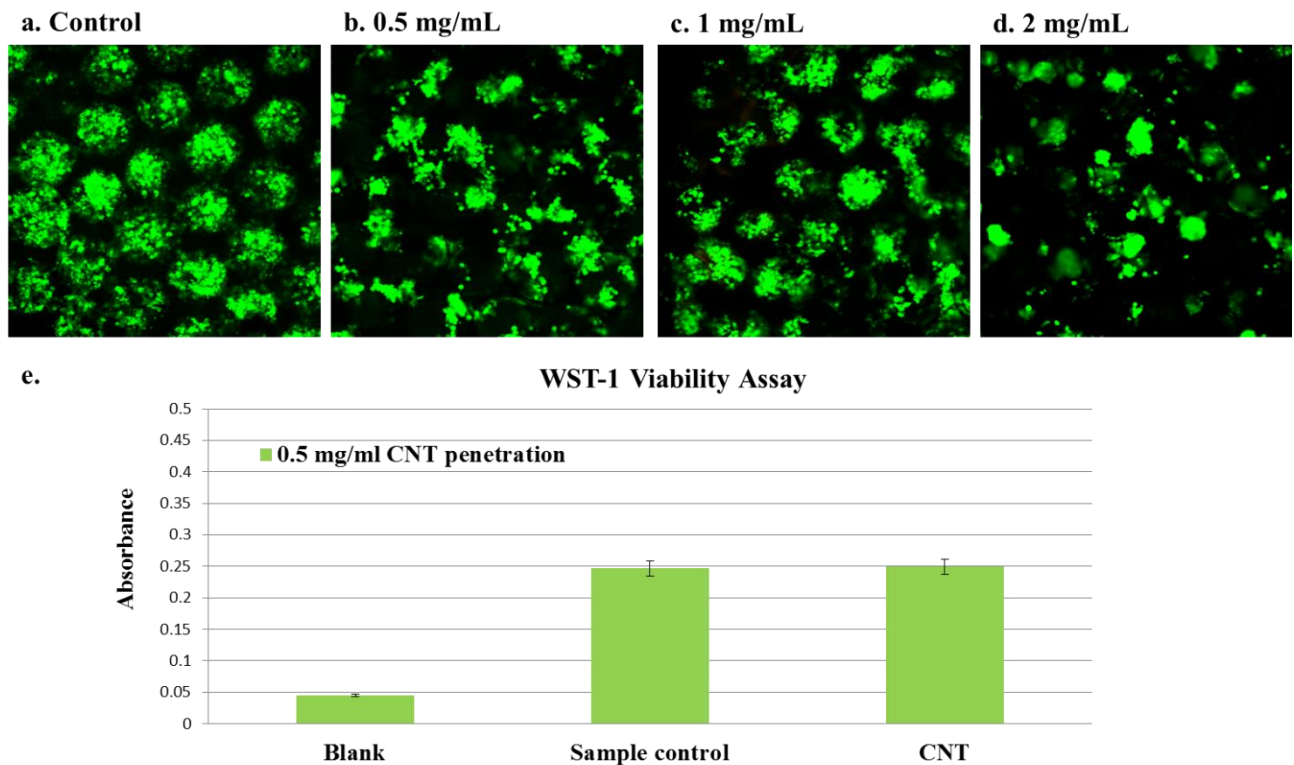 a. Control
b. 0.5 mg/mL
c. 1 mg/mL
d. 2 mg/mL
e.
WST-1 Viability Assay
0.5
0.45
0.4
0.35
0.3
0.25
0.2
0.15
0.1
0.05
0
Absorbance
0.5 mg/ml CNT penetration
Blank
Sample control
CNT